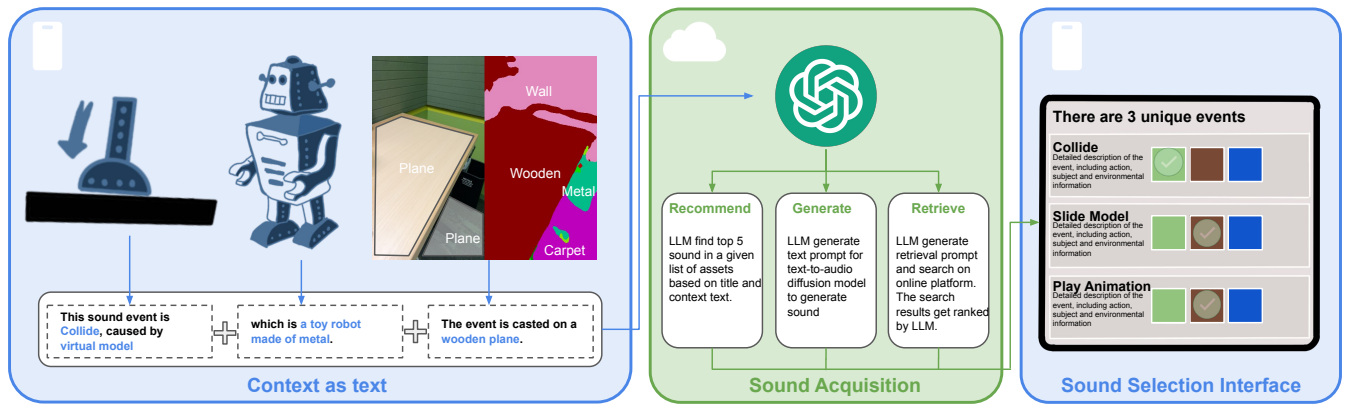 Plane
Plane
Wall
Wooden
Metal
Carpet
This sound event is
Collide, caused by
virtual model
which is a toy robot
made of metal.
The event is casted on a
wooden plane.
Context as text
Recommend
LLM find top 5
sound in a given
list of assets
based on title and
context text.
Generate
LLM generate
text prompt for
text-to-audio
diffusion model
to generate
sound
Retrieve
LLM generate
retrieval prompt
and search on
online platform.
The search
results get ranked
by LLM.
Sound Acquisition
There are 3 unique events
Collide
Detailed description of the
event, including action,
subject and environmental
information
Slide Model
Detailed description of the
event, including action,
subject and environmental
information
Play Animation
Detailed description of the
event, including action,
subject and environmental
information
Sound Selection Interface